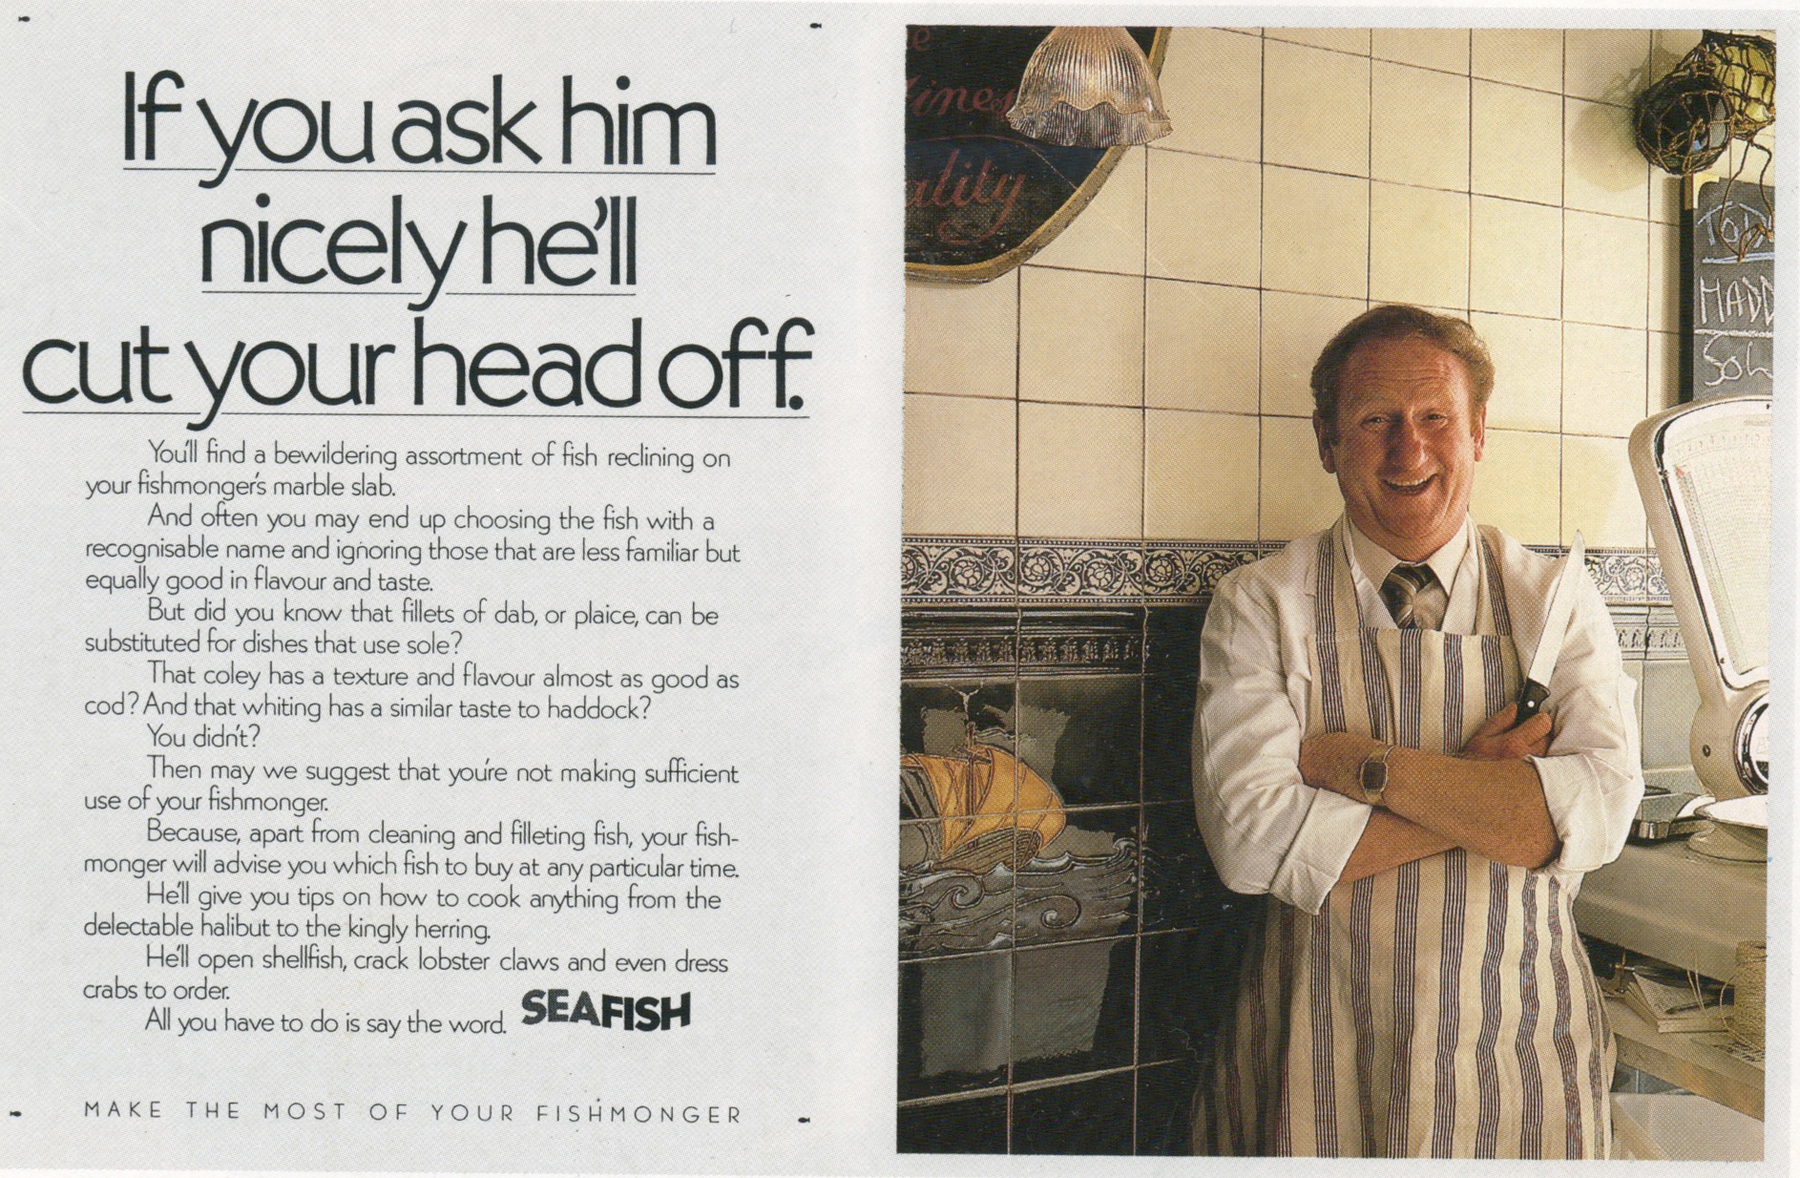 If you ask him
nicely he'll
cut your head off.
You'll find a bewildering assortment of fish reclining on
your fishmonger's marble slab.
And often you may end up choosing the fish with a
recognisable name and ignoring those that are less familiar but
equally good in flavour and taste.
But did you know that fillets of dab, or plaice, can be
substituted for dishes that use sole?
That coley has a texture and flavour almost as good as
cod? And that whiting has a similar taste to haddock?
You didn't?
Then may we suggest that you're not making sufficient
use of your fishmonger.
Because, apart from cleaning and filleting fish, your fish-
monger will advise you which fish to buy at any particular time.
He'll give you tips on how to cook anything from the
delectable halibut to the kingly herring.
He'll open shellfish, crack lobster claws and even dress
crabs to order.
All you have to do is say the word. SEAFISH
MAKE THE MOST OF YOUR FISHMONGER
ality
HADD
SOL